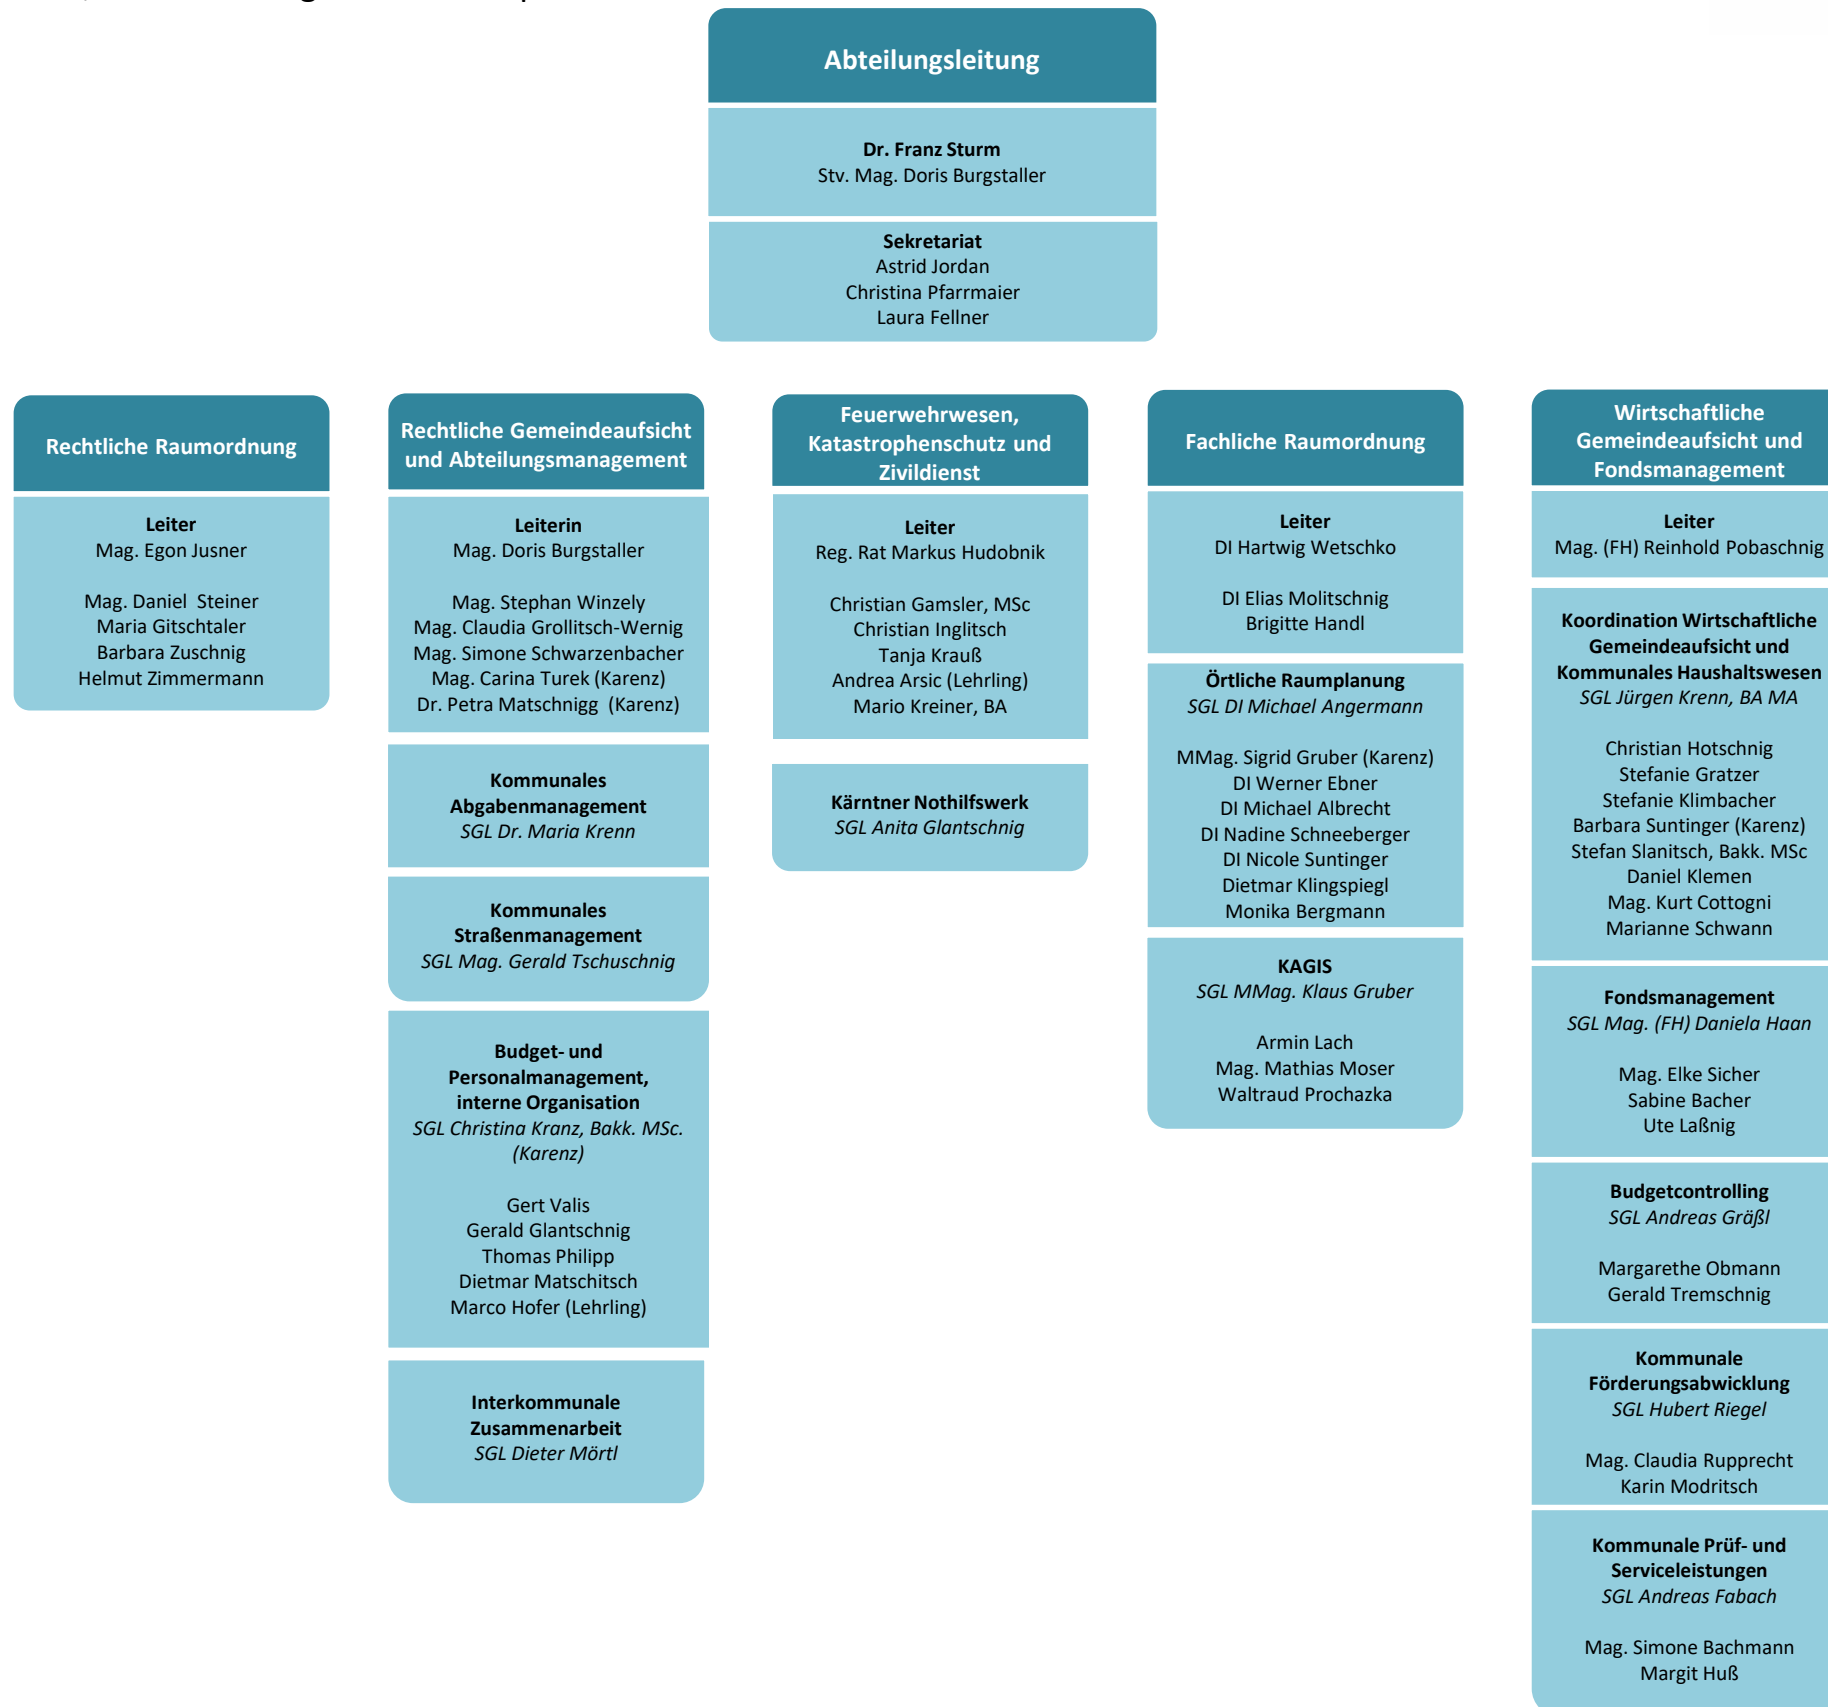 Abteilungsleitung
Dr. Franz Sturm
Stv. Mag. Doris Burgstaller
Sekretariat
Astrid Jordan
Christina Pfarrmaier
Laura Fellner
Rechtliche Raumordnung
Leiter
Mag. Egon Jusner
Mag. Daniel  Steiner
Maria Gitschtaler
Barbara Zuschnig
Helmut Zimmermann
Rechtliche Gemeindeaufsicht
und Abteilungsmanagement
Leiterin
Mag. Doris Burgstaller
Mag. Stephan Winzely
Mag. Claudia Grollitsch-Wernig
Mag. Simone Schwarzenbacher
Mag. Carina Turek (Karenz)
Dr. Petra Matschnigg  (Karenz)
Kommunales
Abgabenmanagement
SGL Dr. Maria Krenn
Kommunales
Straßenmanagement
SGL Mag. Gerald Tschuschnig
Budget- und
Personalmanagement,
interne Organisation
SGL Christina Kranz, Bakk. MSc.
(Karenz)
Gert Valis
Gerald Glantschnig
Thomas Philipp
Dietmar Matschitsch
Marco Hofer (Lehrling)
Interkommunale
Zusammenarbeit
SGL Dieter Mörtl
Feuerwehrwesen,
Katastrophenschutz und
Zivildienst
Leiter
Reg. Rat Markus Hudobnik
Christian Gamsler, MSc
Christian Inglitsch
Tanja Krauß
Andrea Arsic (Lehrling)
Mario Kreiner, BA
Kärntner Nothilfswerk
SGL Anita Glantschnig
Fachliche Raumordnung
Leiter
DI Hartwig Wetschko
DI Elias Molitschnig
Brigitte Handl
Örtliche Raumplanung
SGL DI Michael Angermann
MMag. Sigrid Gruber (Karenz)
DI Werner Ebner
DI Michael Albrecht
DI Nadine Schneeberger
DI Nicole Suntinger
Dietmar Klingspiegl
Monika Bergmann
KAGIS
SGL MMag. Klaus Gruber
Armin Lach
Mag. Mathias Moser
Waltraud Prochazka
Wirtschaftliche
Gemeindeaufsicht und
Fondsmanagement
Leiter
Mag. (FH) Reinhold Pobaschnig
Koordination Wirtschaftliche
Gemeindeaufsicht und
Kommunales Haushaltswesen
SGL Jürgen Krenn, BA MA
Christian Hotschnig
Stefanie Gratzer
Stefanie Klimbacher
Barbara Suntinger (Karenz)
Stefan Slanitsch, Bakk. MSc
Daniel Klemen
Mag. Kurt Cottogni
Marianne Schwann
Fondsmanagement
SGL Mag. (FH) Daniela Haan
Mag. Elke Sicher
Sabine Bacher
Ute Laßnig
Budgetcontrolling
SGL Andreas Gräßl
Margarethe Obmann
Gerald Tremschnig
Kommunale
Förderungsabwicklung
SGL Hubert Riegel
Mag. Claudia Rupprecht
Karin Modritsch
Kommunale Prüf- und
Serviceleistungen
SGL Andreas Fabach
Mag. Simone Bachmann
Margit Huß